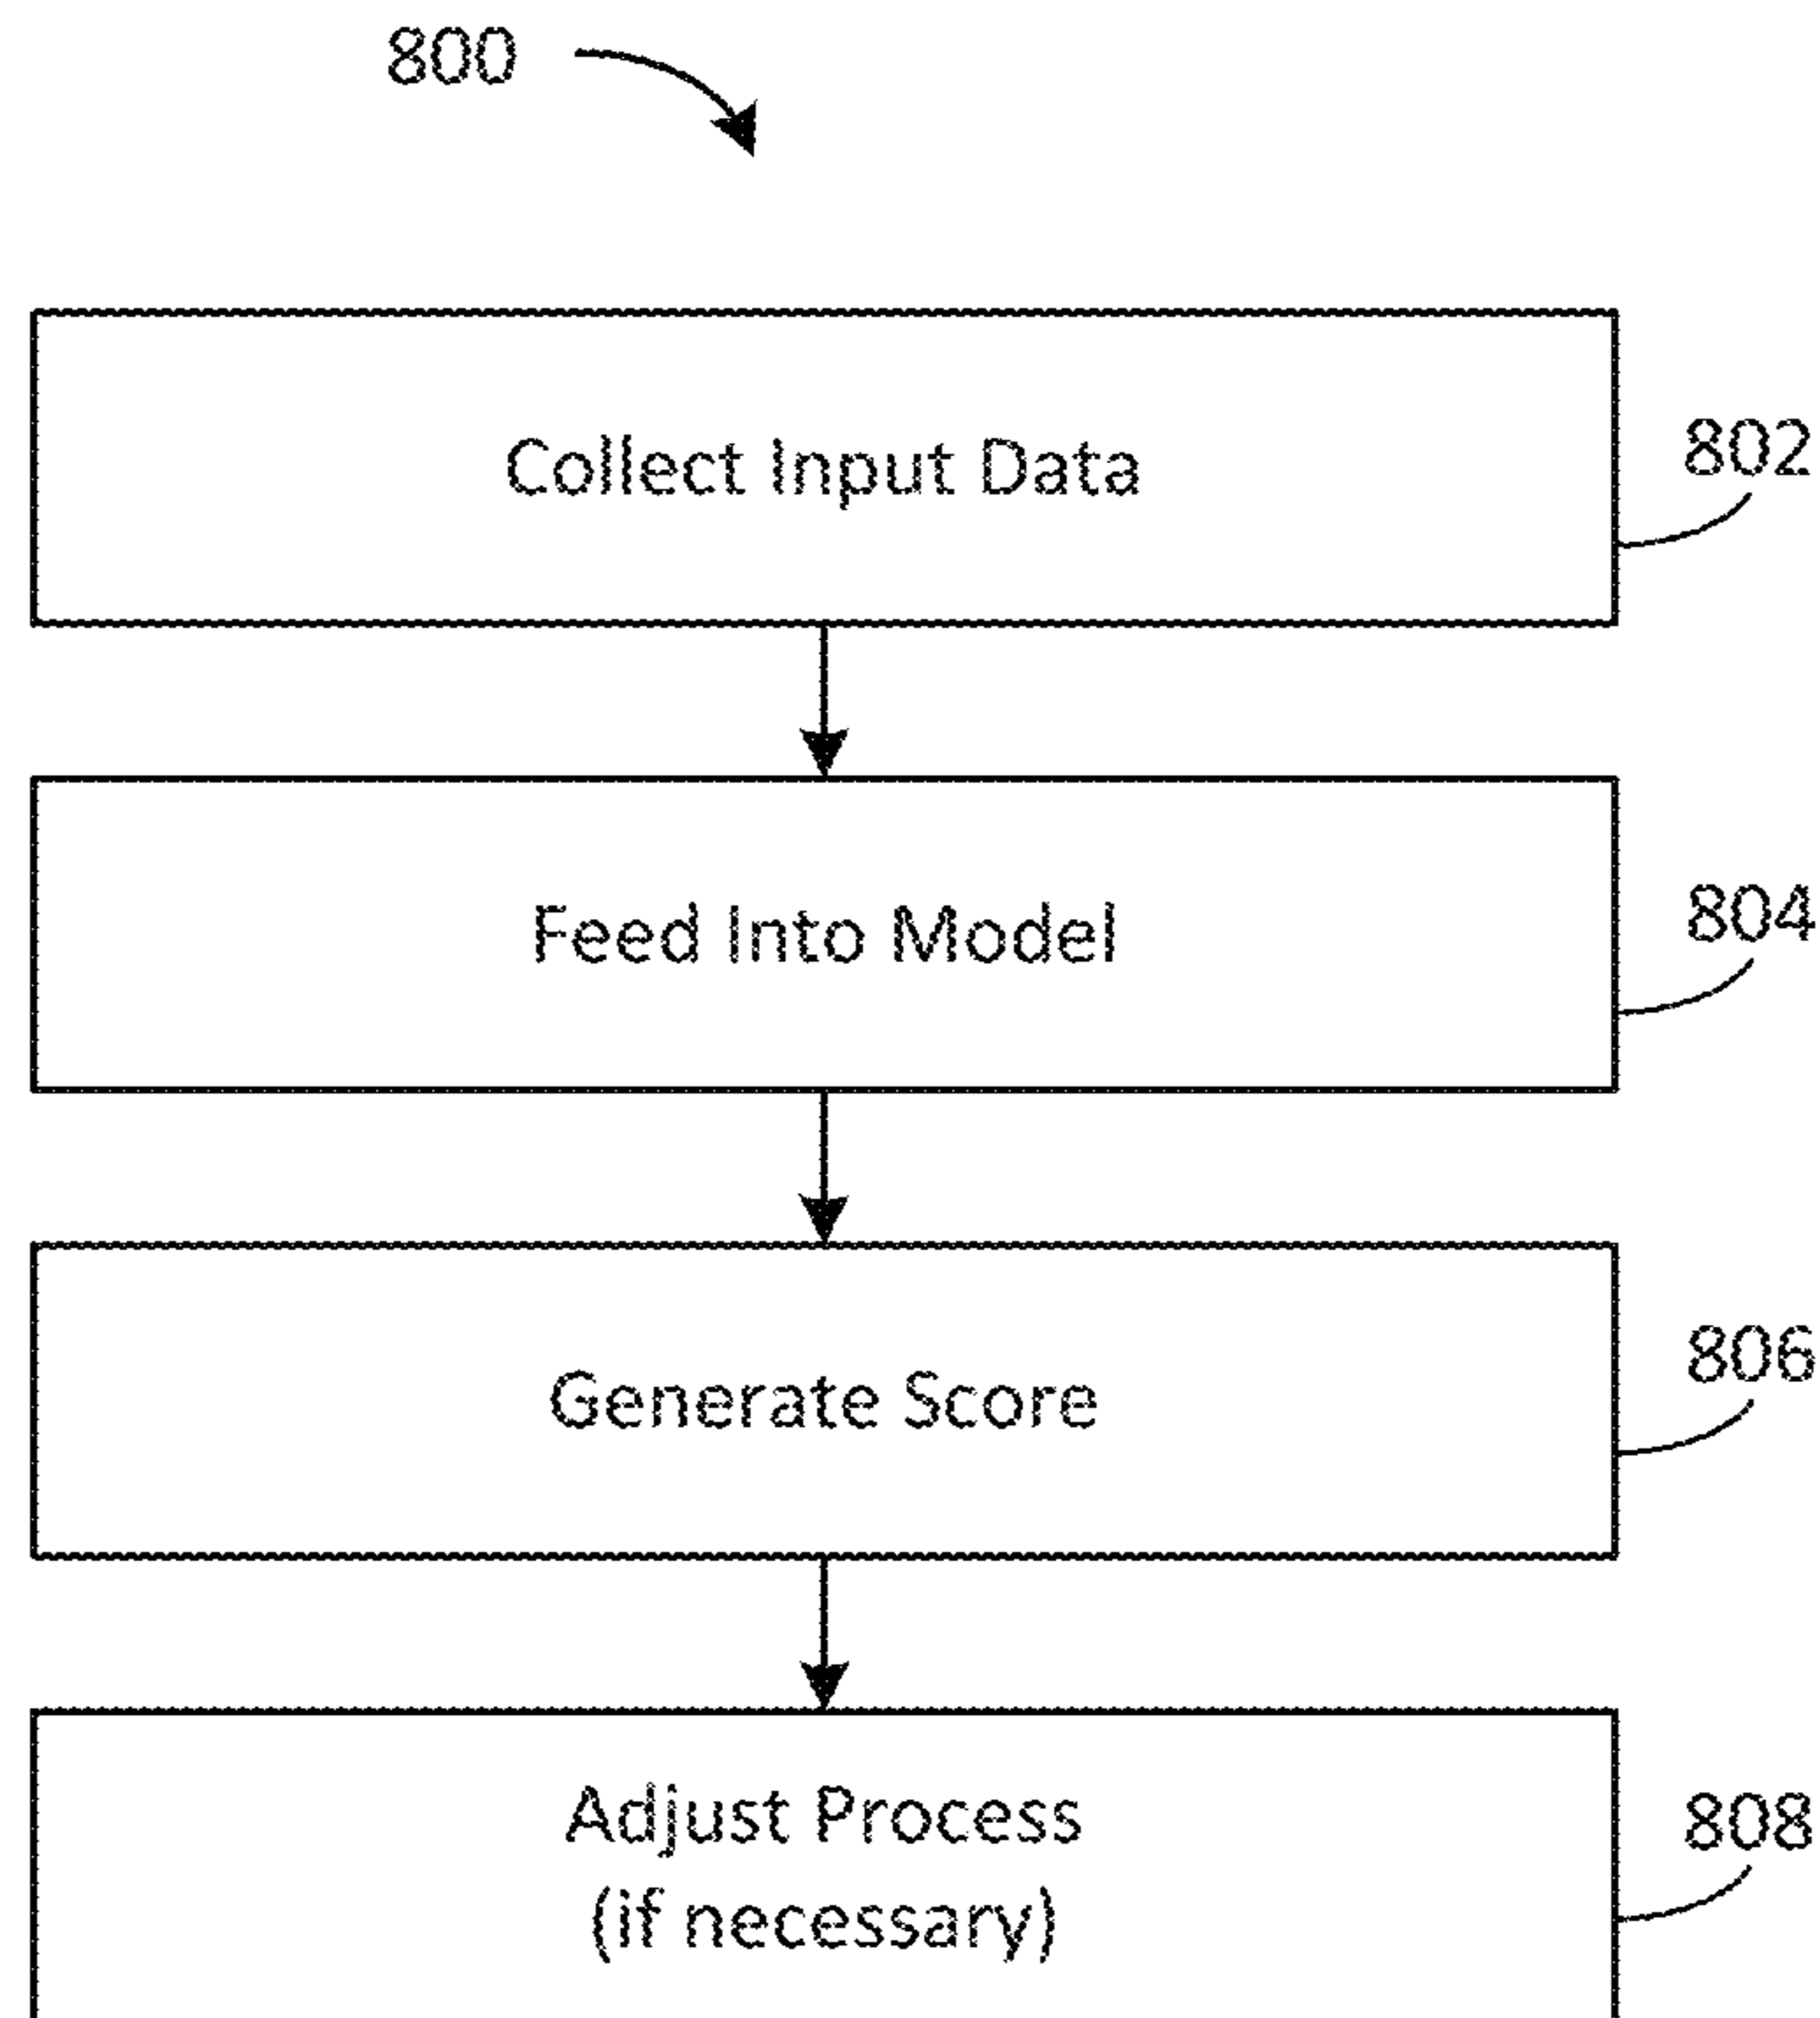 800
Collect Input Data
802
Feed Into Model
804
Generate Score
806
Adjust Process
(if necessary)
808